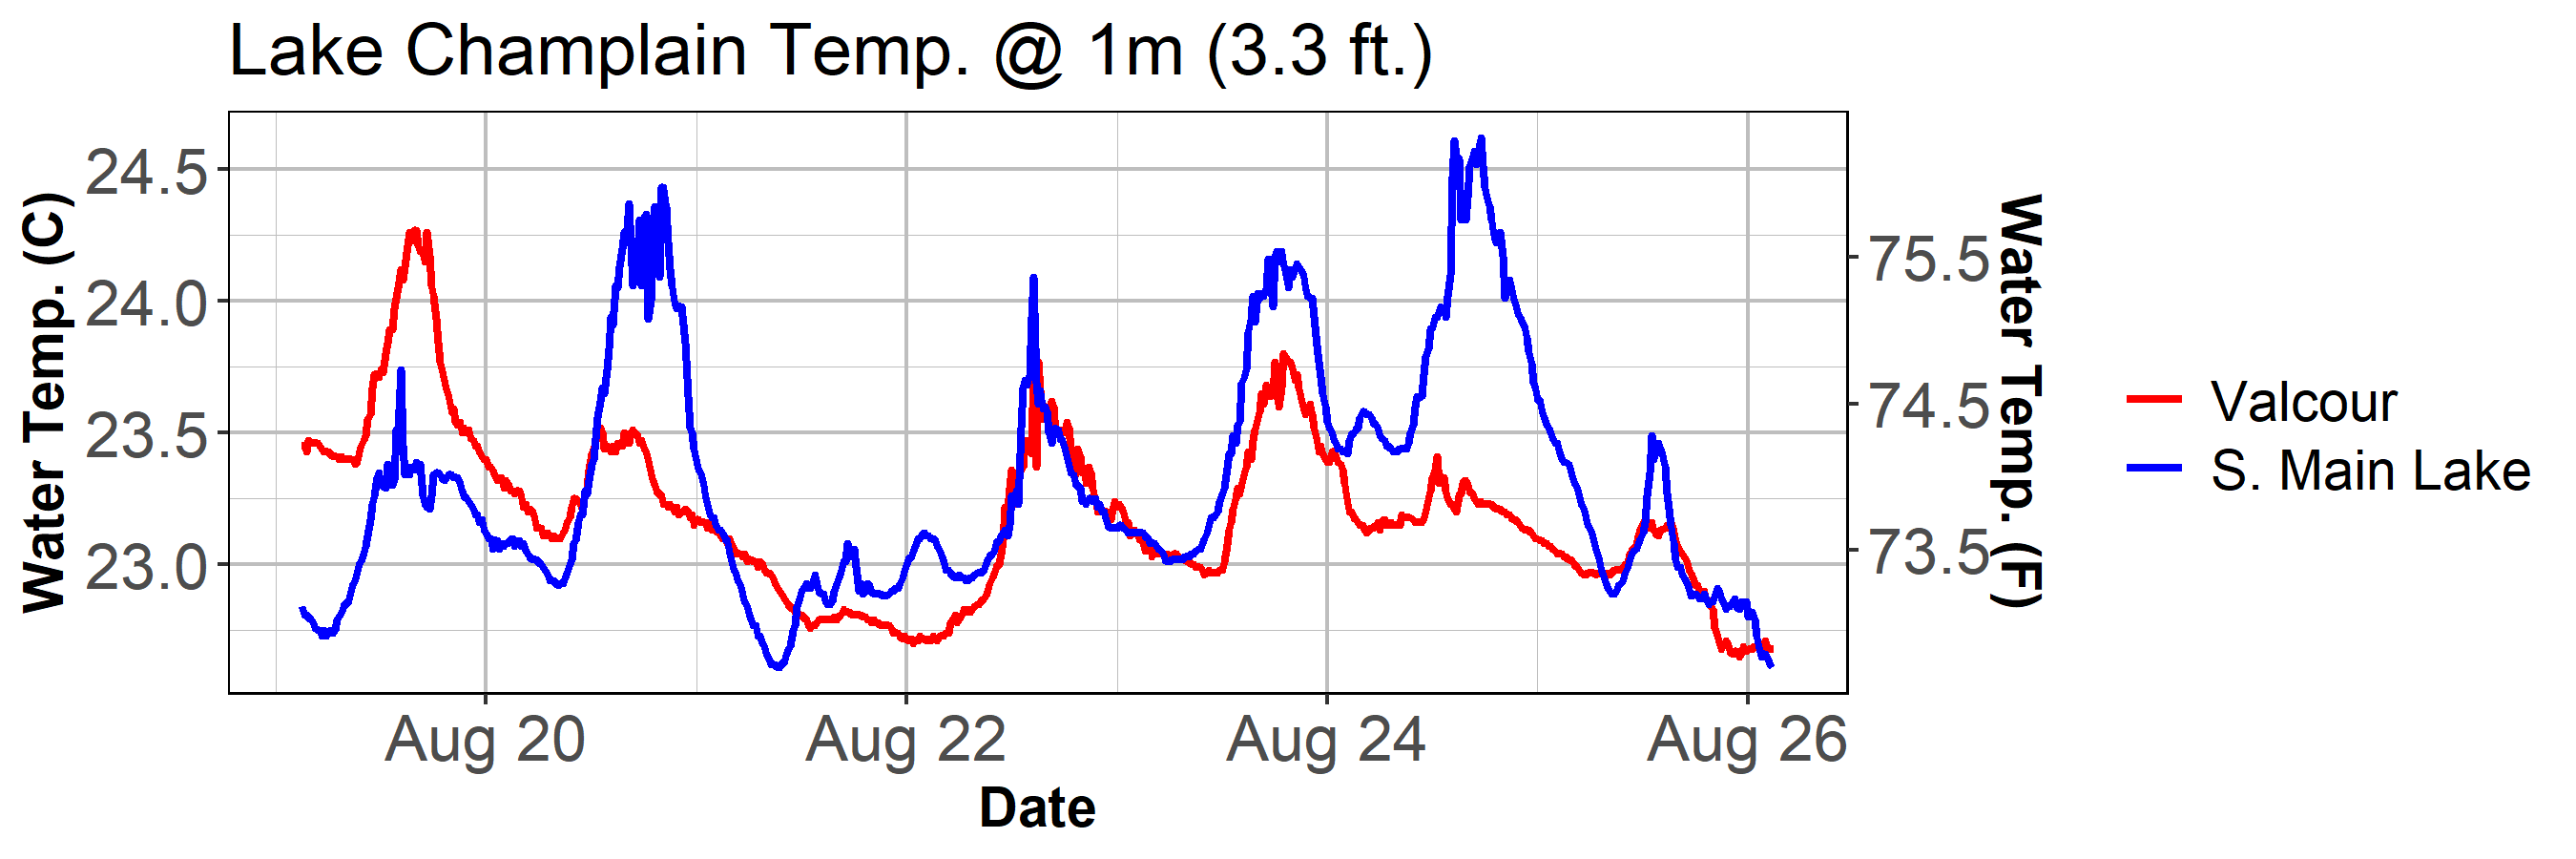 Lake Champlain Temp. @ 1m (3.3 ft.)
Water Temp. (C)
24.5
24.0
23.5
23.0
75.5
74.5
73.5
Water Temp. (F)
Aug 20
Aug 22
Aug 24
Aug 26
Date
Valcour
S. Main Lake